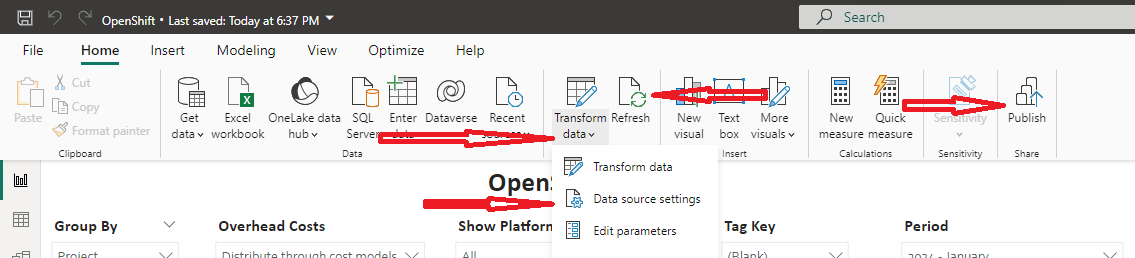 OpenShift • Last saved: Today at 6:37 PM
Search
File Home Insert Modeling View Optimize Help
Paste
Cut
Copy
Format painter
Get data
Excel workbook
OneLake data hub
SQL Server
Enter data
Dataverse
Recent
Transform data
Refresh
New visual
Text box
More visuals
New measure
Quick measure
Sensitivity
Publish
Clipboard
Data
Insert
Calculations
Sensitivity
Share
Transform data
Data source settings
Edit parameters
OpenS
Group By
Overhead Costs
Show Platform
Tag Key
Period
Project
Distribute through cost models
All
(Blank)
2024 - January